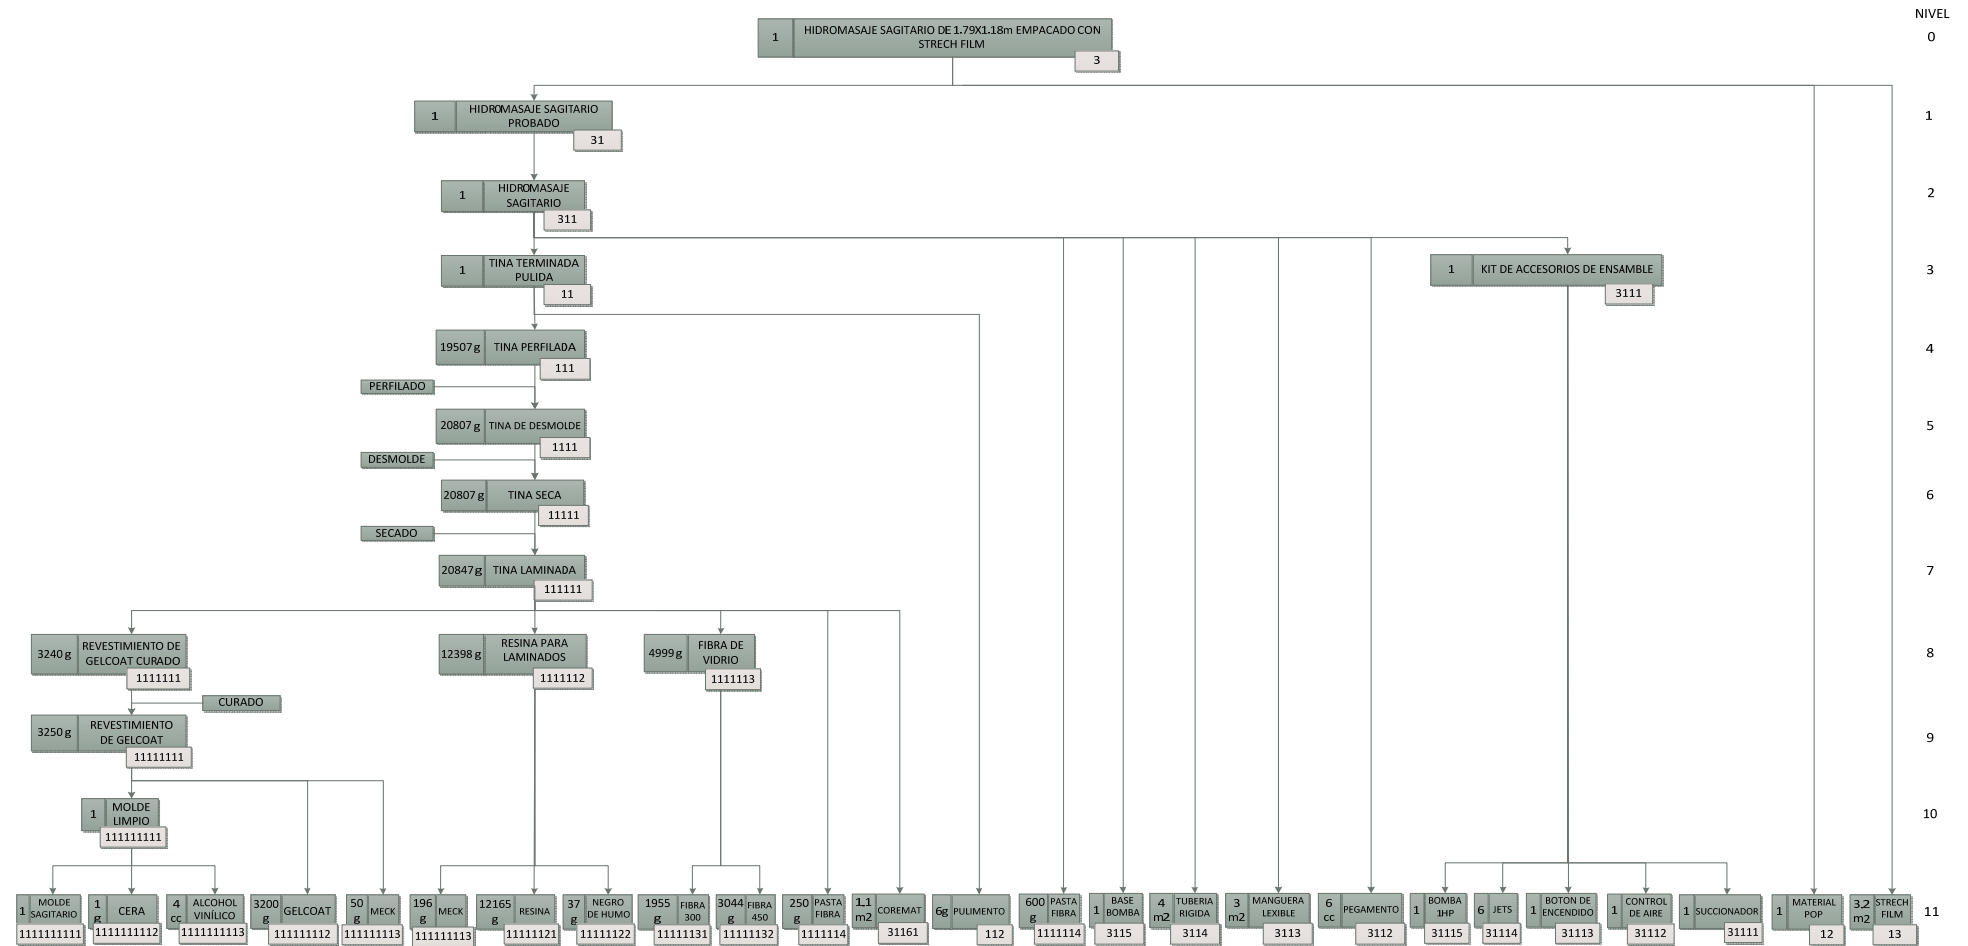 NIVEL
1
HIDROMASAJE SAGITARIO DE 1.79X1.18m EMPACADO CON
STRECH FILM
3
0
1
HIDROMASAJE SAGITARIO
PROBADO
31
1
1
HIDROMASAJE
SAGITARIO
311
2
1
TINA TERMINADA
PULIDA
11
1
KIT DE ACCESORIOS DE ENSAMBLE
3111
3
19507 g
TINA PERFILADA
111
4
PERFILADO
20807 g
TINA DE DESMOLDE
1111
5
DESMOLDE
20807 g
TINA SECA
11111
6
SECADO
20847 g
TINA LAMINADA
111111
7
3240 g
REVESTIMIENTO DE
GELCOAT CURADO
1111111
12398 g
RESINA PARA
LAMINADOS
1111112
4999 g
FIBRA DE
VIDRIO
1111113
8
CURADO
3250 g
REVESTIMIENTO
DE GELCOAT
11111111
9
1
MOLDE
LIMPIO
111111111
10
1
MOLDE
SAGITARIO
1111111111
1
g
CERA
1111111112
4
cc
ALCOHOL
VINÍLICO
1111111113
3200
g
GELCOAT
111111112
50
g
MECK
111111113
196
g
MECK
111111113
12165
g
RESINA
11111121
37
g
NEGRO
DE HUMO
11111122
1955
g
FIBRA
300
11111131
3044
g
FIBRA
450
11111132
250
g
PASTA
FIBRA
1111114
1,1
m2
COREMAT
31161
6g
PULIMENTO
112
600
g
PASTA
FIBRA
1111114
1
BASE
BOMBA
3115
4
m2
TUBERIA
RIGIDA
3114
3
m2
MANGUERA
LEXIBLE
3113
6
cc
PEGAMENTO
3112
1
BOMBA
1HP
31115
6
JETS
31114
1
BOTON DE
ENCENDIDO
31113
1
CONTROL
DE AIRE
31112
1
SUCCIONADOR
31111
1
MATERIAL
POP
12
3,2
m2
STRECH
FILM
13
11